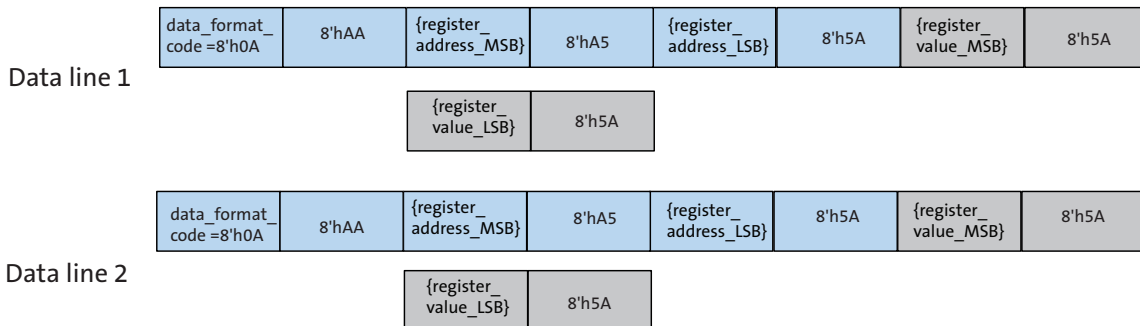 data_format_
code =8'h0A
8'hAA
{register_
address_MSB}
8'hA5
{register_
address_LSB}
8'h5A
{register_
value_MSB}
8'h5A
Data line 1
{register_
value_LSB}
8'h5A
data_format_
code =8'h0A
8'hAA
{register_
address_MSB}
8'hA5
{register_
address_LSB}
8'h5A
{register_
value_MSB}
8'h5A
Data line 2
{register_
value_LSB}
8'h5A